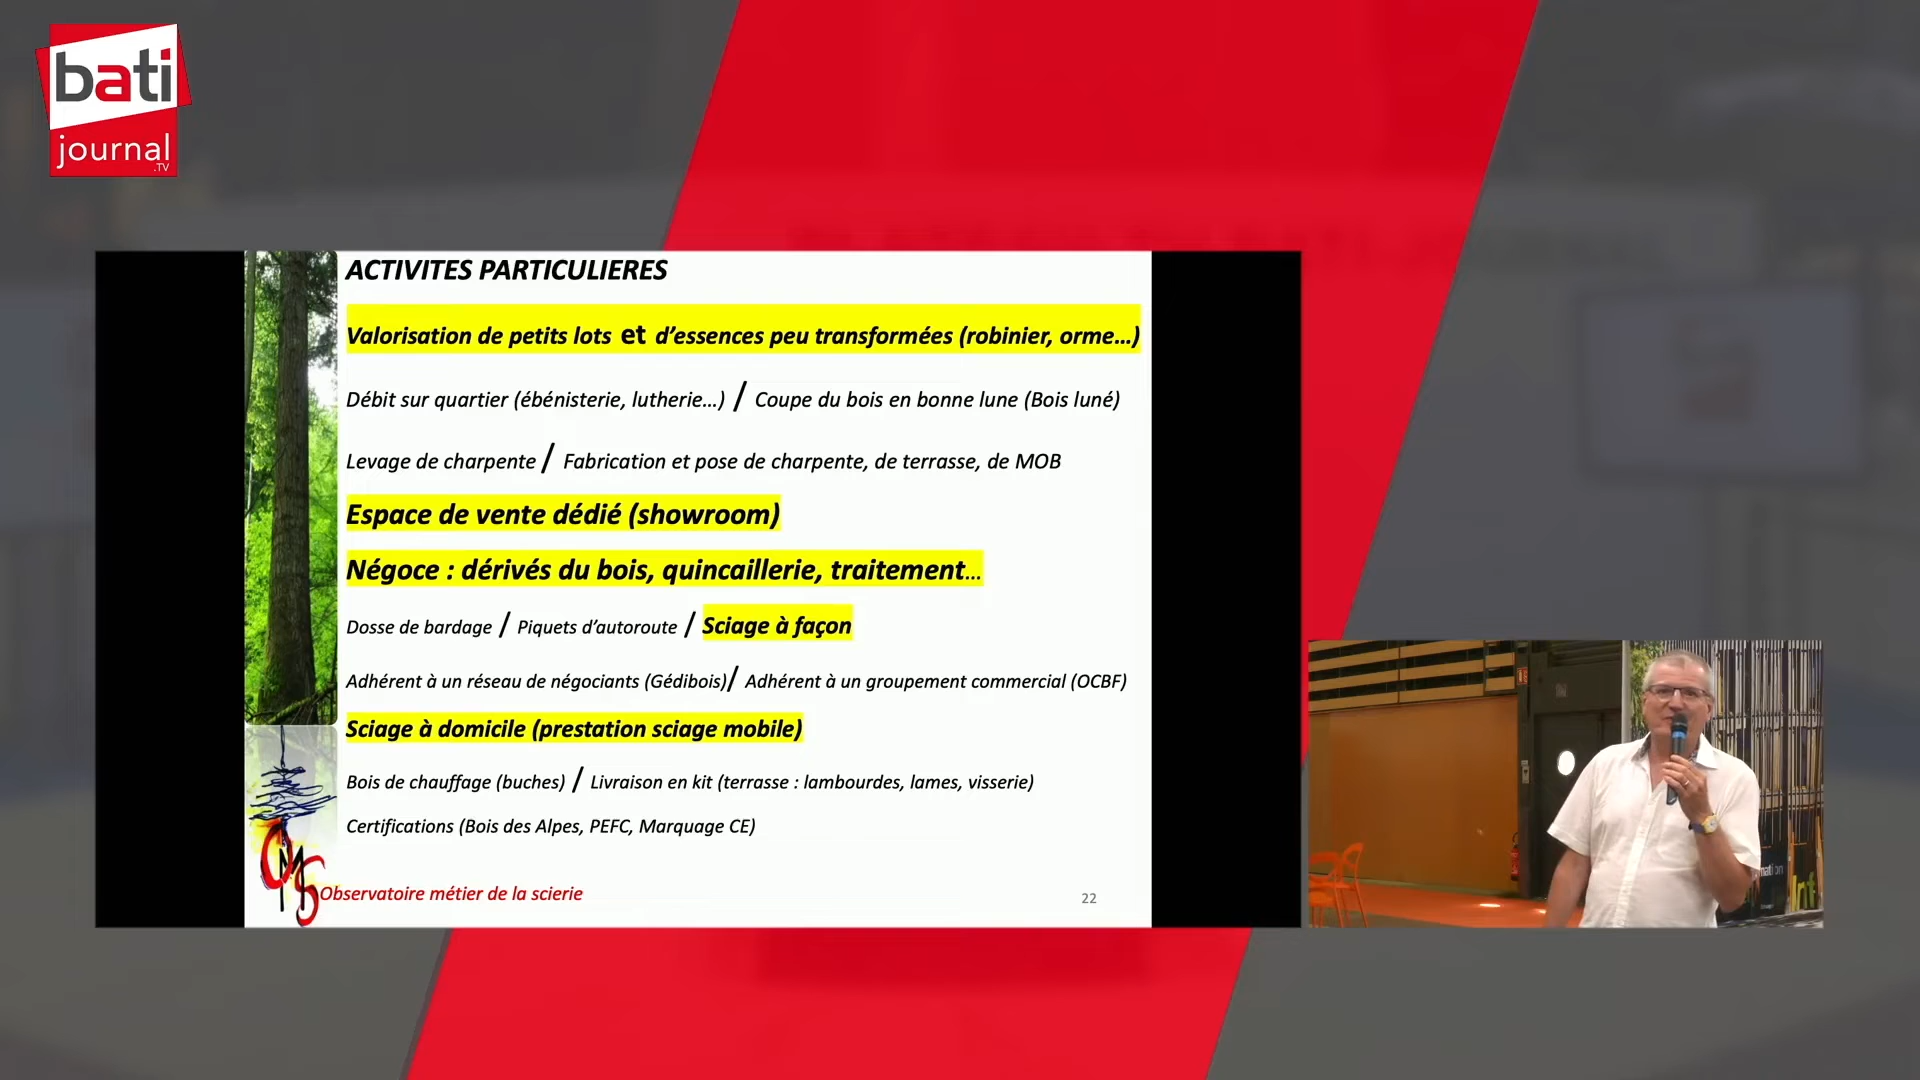 bati
journal
.TV
ACTIVITES PARTICULIERES
Valorisation de petits lots et d’essences peu transformées (robinier, orme…)
Débit sur quartier (ébénisterie, lutherie…) / Coupe du bois en bonne lune (Bois luné)
Levage de charpente / Fabrication et pose de charpente, de terrasse, de MOB
Espace de vente dédié (showroom)
Négoce : dérivés du bois, quincaillerie, traitement…
Dosse de bardage / Piquets d’autoroute / Sciage à façon
Adhérent à un réseau de négociants (Gédibois)/ Adhérent à un groupement commercial (OCBF)
Sciage à domicile (prestation sciage mobile)
Bois de chauffage (buches) / Livraison en kit (terrasse : lambourdes, lames, visserie)
Certifications (Bois des Alpes, PEFC, Marquage CE)
OMS
Observatoire métier de la scierie
22